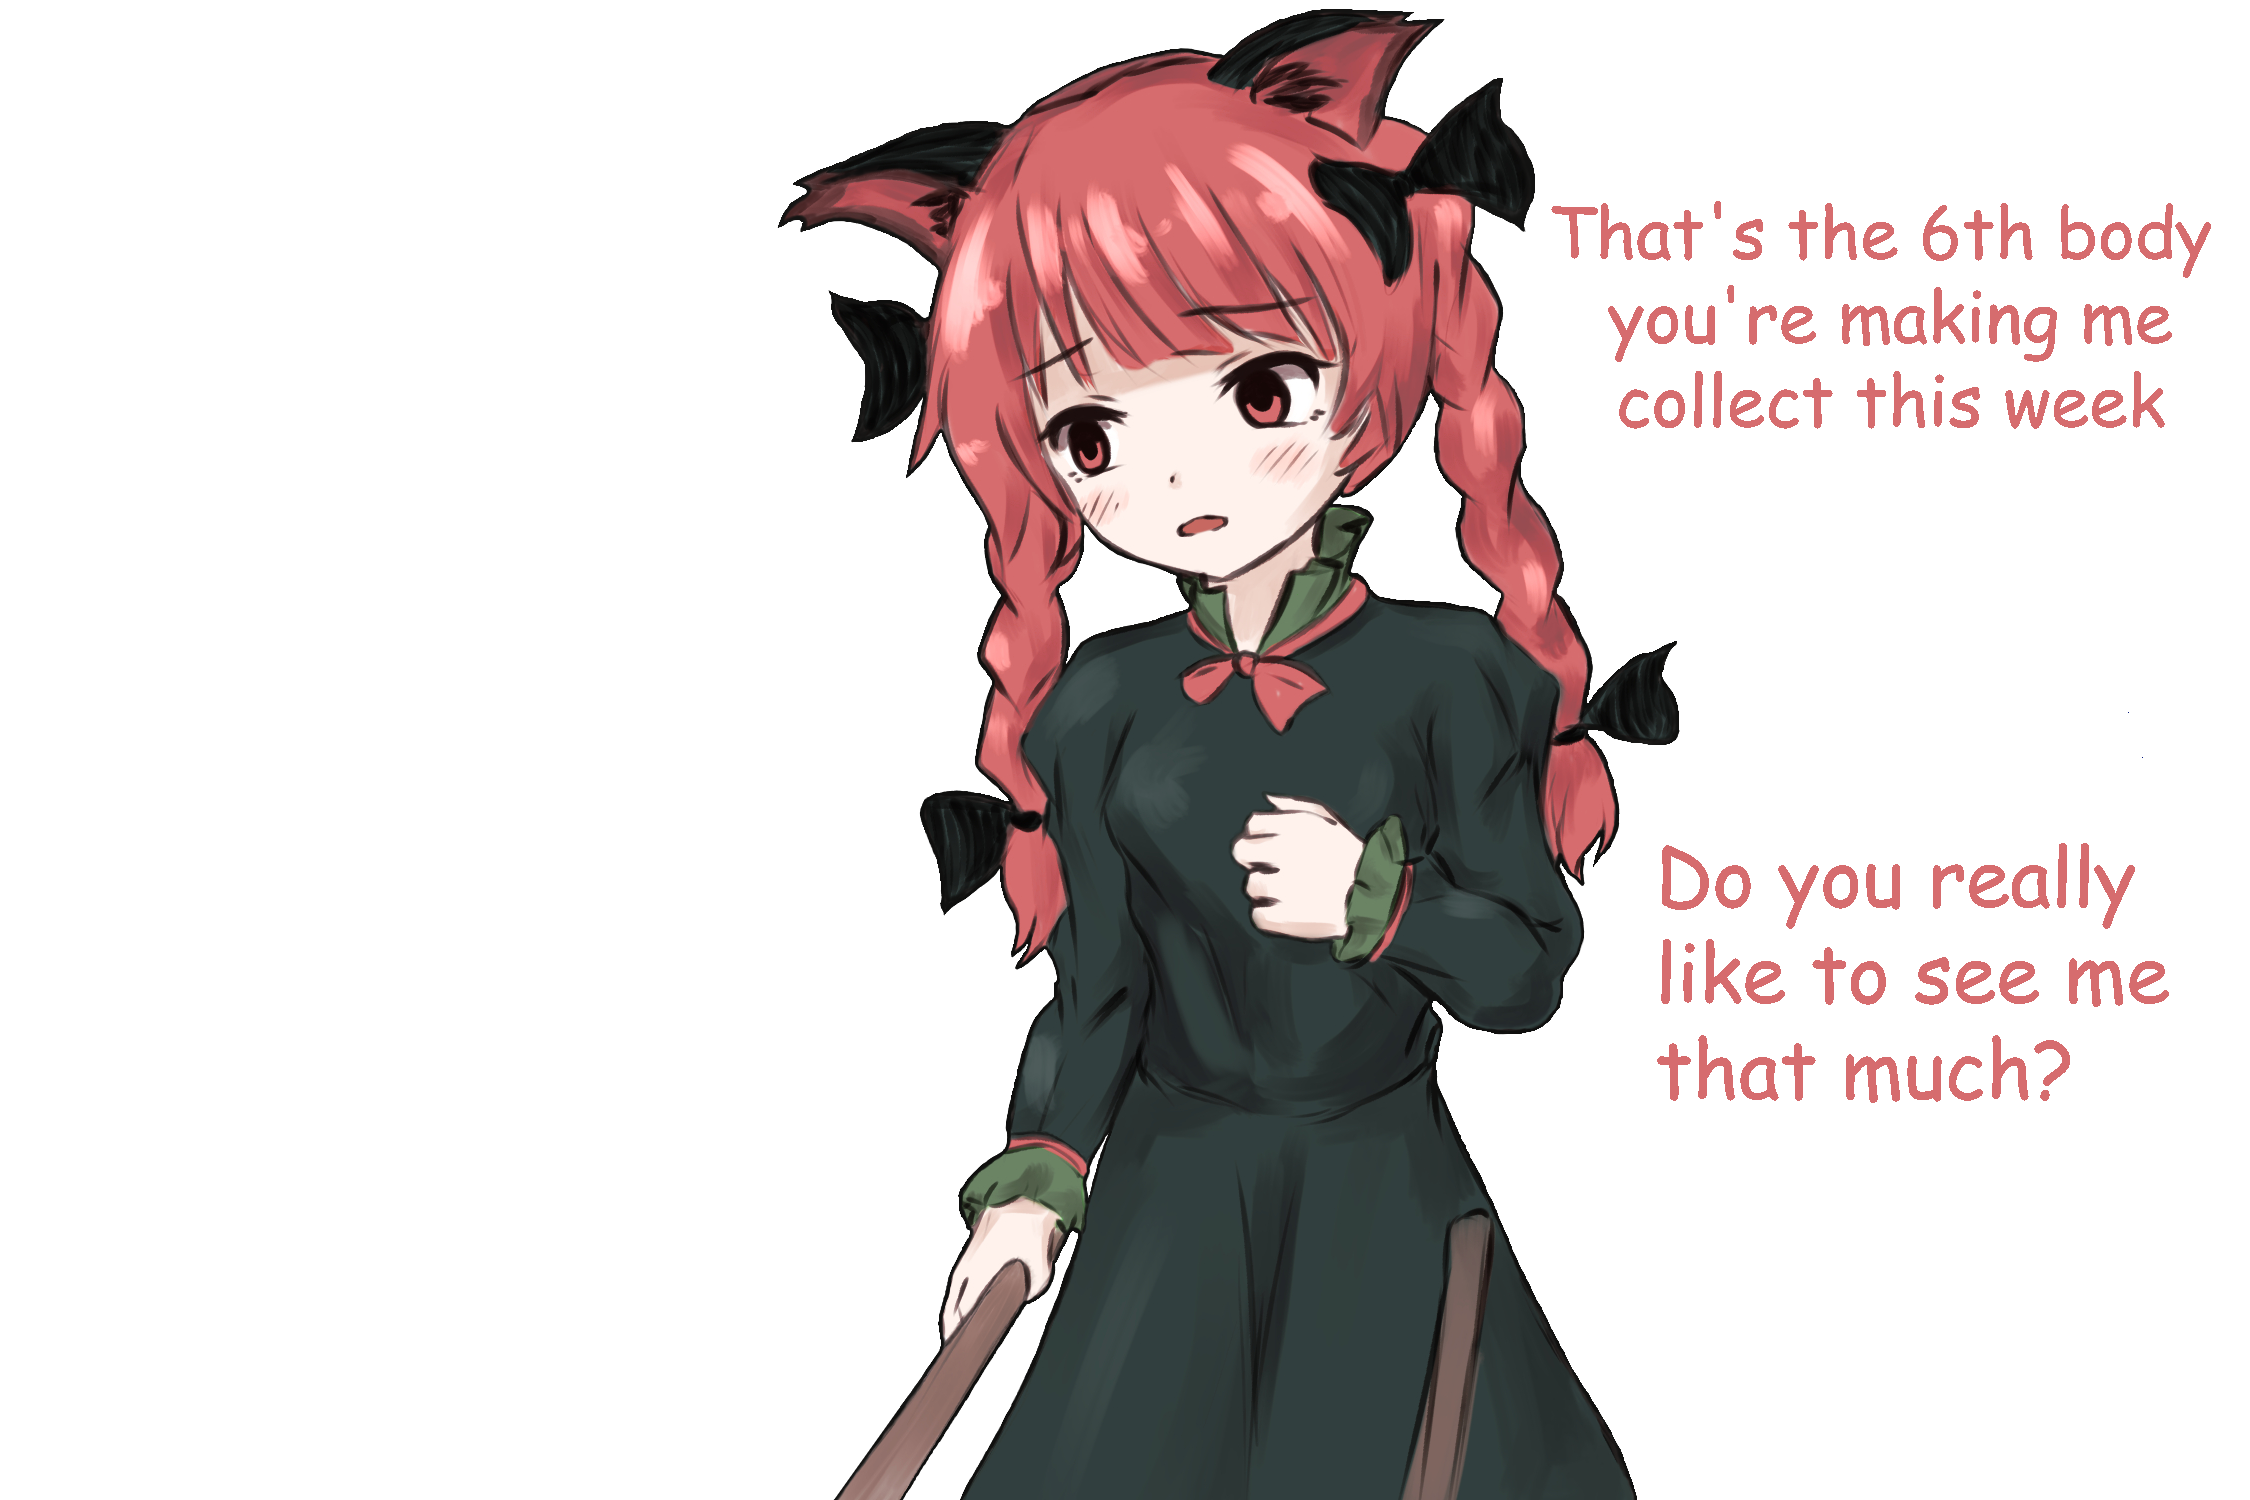 That's the 6th body
you're making me
collect this week
Do you really
like to see me
that much?